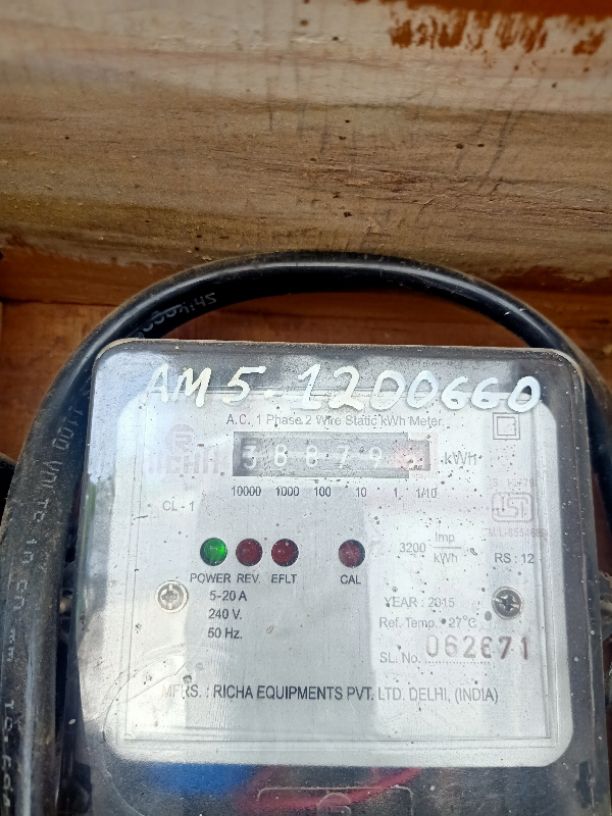 AM5-1200660
A.C. 1 Phase 2 Wire Static kWh Meter
RICHA 38879 kWh
10000 1000 100 10 1 1/10
CL - 1
3200 Imp/kWh
RS : 12
POWER REV. EFLT CAL
5-20 A
240 V.
50 Hz.
YEAR : 2015
Ref. Temp. : 27°C
SL. No. 062671
MFRS. : RICHA EQUIPMENTS PVT. LTD. DELHI, (INDIA)